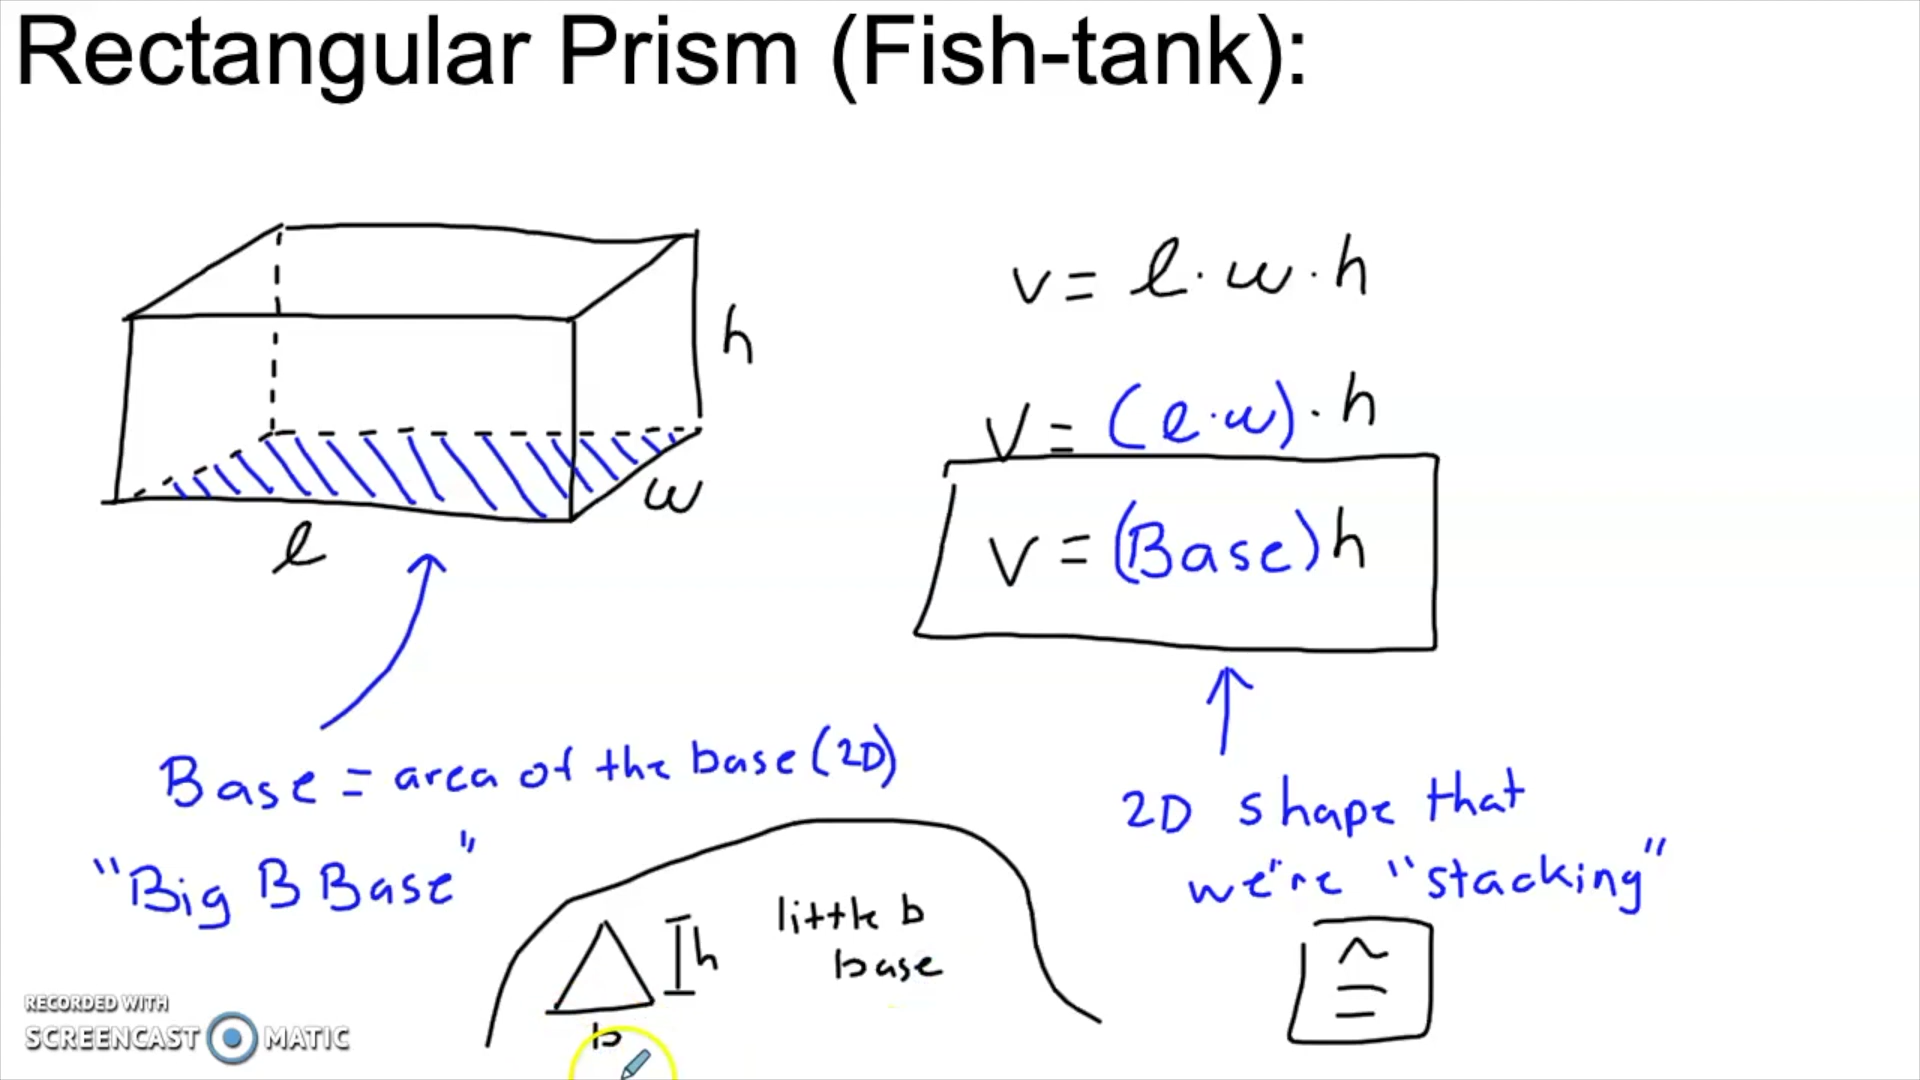 Rectangular Prism (Fish-tank):
h
w
l
v = l · w · h
V = (l · w) · h
V = (Base) h
Base = area of the base (2D)
"Big B Base"
2D shape that
we're "stacking"
h
b
little b
base
RECORDED WITH
SCREENCAST MATIC